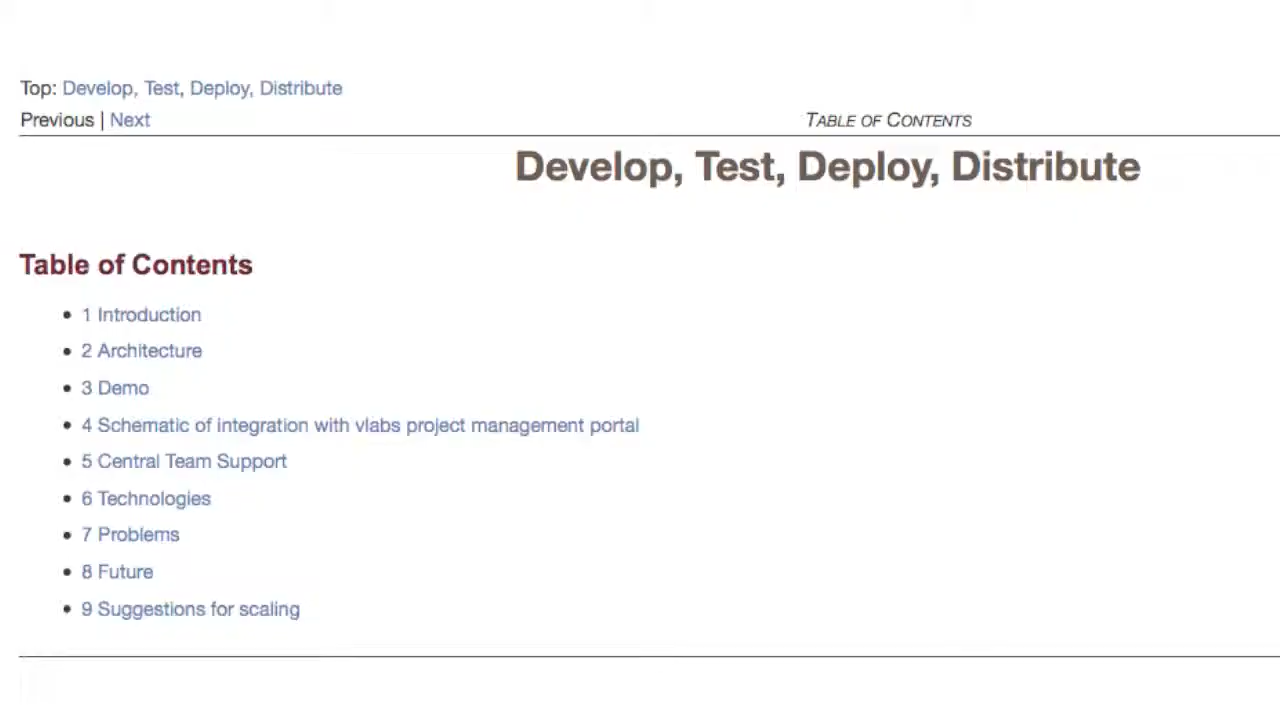 Top: Develop, Test, Deploy, Distribute
Previous | Next
TABLE OF CONTENTS
Develop, Test, Deploy, Distribute
Table of Contents
1 Introduction
2 Architecture
3 Demo
4 Schematic of integration with vlabs project management portal
5 Central Team Support
6 Technologies
7 Problems
8 Future
9 Suggestions for scaling